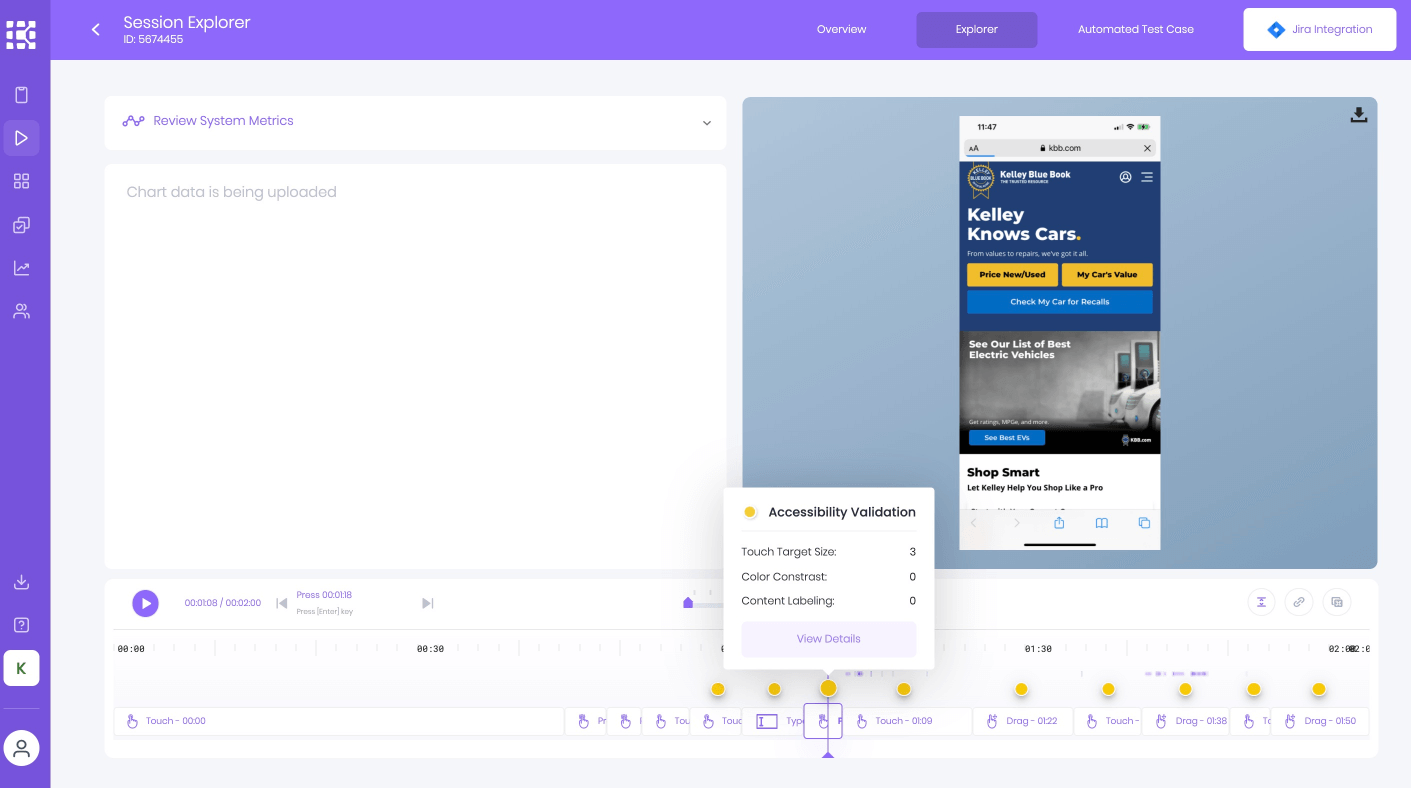 Session Explorer
ID: 5674455
Overview
Explorer
Automated Test Case
Jira Integration
Review System Metrics
Chart data is being uploaded
11:47
AA
kbb.com
KELLEY
BLUE BOOK
Kelley Blue Book
THE TRUSTED RESOURCE
Kelley
Knows Cars.
From values to repairs, we've got it all.
Price New/Used
My Car's Value
Check My Car for Recalls
See Our List of Best
Electric Vehicles
Get ratings, MPGe, and more.
See Best EVs
KBB.com
Shop Smart
Let Kelley Help You Shop Like a Pro
Accessibility Validation
Touch Target Size: 3
Color Constrast: 0
Content Labeling: 0
View Details
K
00:01:08 / 00:02:00
Press 00:01:18
Press [Enter] key
00:00
00:30
01:30
Touch - 00:00
Pr
Tou
Touc
Type
Touch - 01:09
Drag - 01:22
Touch -
Drag - 01:38
To
Drag - 01:50